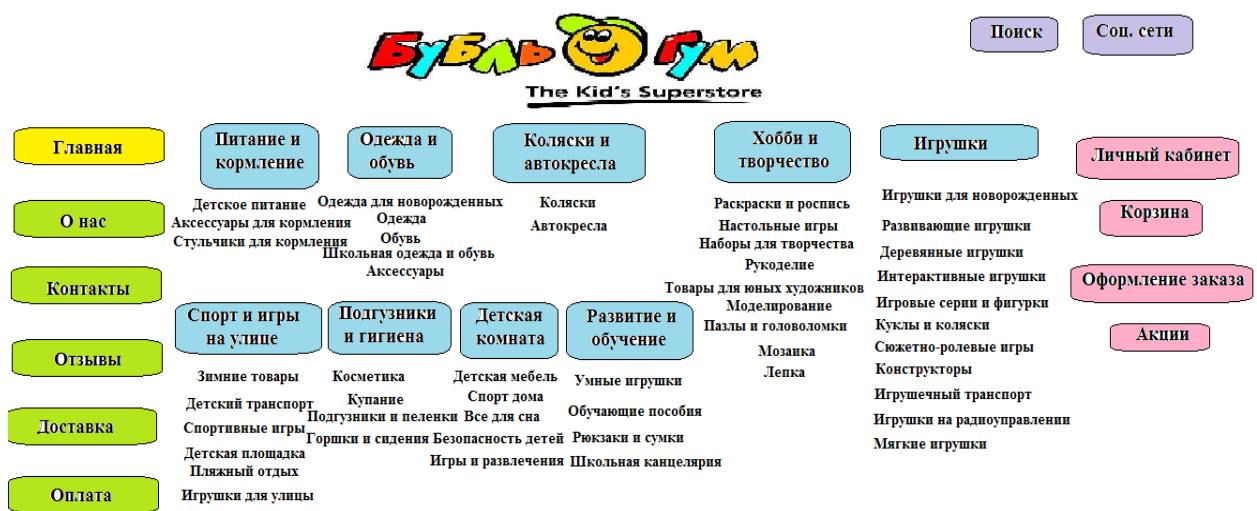 БУБЛЬ ГУМ
The Kid's Superstore
Поиск
Соц. сети
Главная
О нас
Контакты
Отзывы
Доставка
Оплата
Питание и
кормление
Детское питание
Аксессуары для кормления
Стульчики для кормления
Одежда и
обувь
Одежда для новорожденных
Одежда
Обувь
Школьная одежда и обувь
Аксессуары
Коляски и
автокресла
Коляски
Автокресла
Хобби и
творчество
Раскраски и роспись
Настольные игры
Наборы для творчества
Рукоделие
Товары для юных художников
Моделирование
Пазлы и головоломки
Мозаика
Лепка
Игрушки
Игрушки для новорожденных
Развивающие игрушки
Деревянные игрушки
Интерактивные игрушки
Игровые серии и фигурки
Куклы и коляски
Сюжетно-ролевые игры
Конструкторы
Игрушечный транспорт
Игрушки на радиоуправлении
Мягкие игрушки
Спорт и игры
на улице
Зимние товары
Детский транспорт
Спортивные игры
Детская площадка
Пляжный отдых
Игрушки для улицы
Подгузники
и гигиена
Косметика
Купание
Подгузники и пеленки
Горшки и сидения
Детская
комната
Детская мебель
Спорт дома
Все для сна
Безопасность детей
Игры и развлечения
Развитие и
обучение
Умные игрушки
Обучающие пособия
Рюкзаки и сумки
Школьная канцелярия
Личный кабинет
Корзина
Оформление заказа
Акции